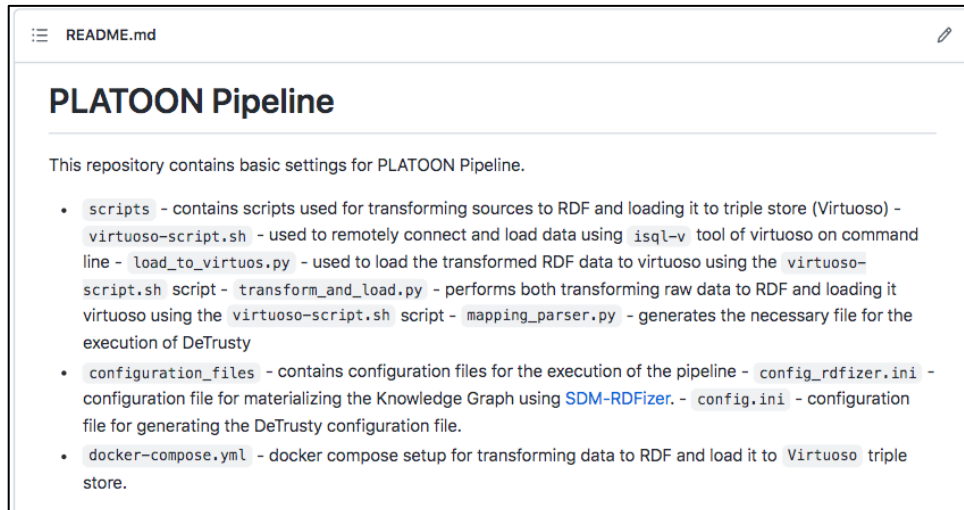 README.md
PLATOON Pipeline
This repository contains basic settings for PLATOON Pipeline.
• scripts - contains scripts used for transforming sources to RDF and loading it to triple store (Virtuoso) -
virtuoso-script.sh - used to remotely connect and load data using isql-v tool of virtuoso on command
line - load_to_virtuos.py - used to load the transformed RDF data to virtuoso using the virtuoso-
script.sh script - transform_and_load.py - performs both transforming raw data to RDF and loading it
virtuoso using the virtuoso-script.sh script - mapping_parser.py - generates the necessary file for the
execution of DeTrusty
• configuration_files - contains configuration files for the execution of the pipeline - config_rdfizer.ini -
configuration file for materializing the Knowledge Graph using SDM-RDFizer. - config.ini - configuration
file for generating the DeTrusty configuration file.
• docker-compose.yml - docker compose setup for transforming data to RDF and load it to Virtuoso triple
store.